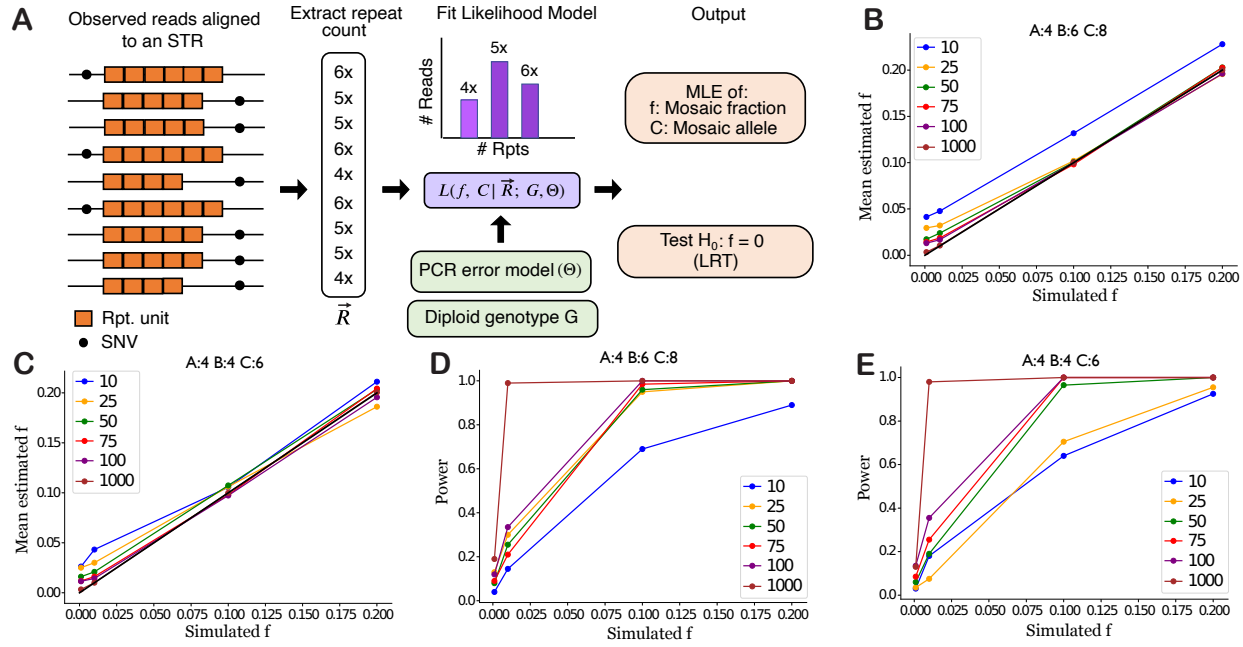 A
Observed reads aligned
to an STR
Rpt. unit
SNV
Extract repeat
count
6x
5x
5x
6x
4x
6x
5x
5x
4x
R
Fit Likelihood Model
# Reads
4x
5x
6x
# Rpts
L(f, C| R; G, Θ)
PCR error model (Θ)
Diploid genotype G
Output
MLE of:
f: Mosaic fraction
C: Mosaic allele
Test H₀: f = 0
(LRT)
B
A:4 B:6 C:8
10
25
50
75
100
1000
Mean estimated f
0.20
0.15
0.10
0.05
0.00
0.000 0.025 0.050 0.075 0.100 0.125 0.150 0.175 0.200
Simulated f
C
A:4 B:4 C:6
10
25
50
75
100
1000
Mean estimated f
0.20
0.15
0.10
0.05
0.00
0.000 0.025 0.050 0.075 0.100 0.125 0.150 0.175 0.200
Simulated f
D
A:4 B:6 C:8
Power
1.0
0.8
0.6
0.4
0.2
0.0
10
25
50
75
100
1000
0.000 0.025 0.050 0.075 0.100 0.125 0.150 0.175 0.200
Simulated f
E
A:4 B:4 C:6
Power
1.0
0.8
0.6
0.4
0.2
0.0
10
25
50
75
100
1000
0.000 0.025 0.050 0.075 0.100 0.125 0.150 0.175 0.200
Simulated f